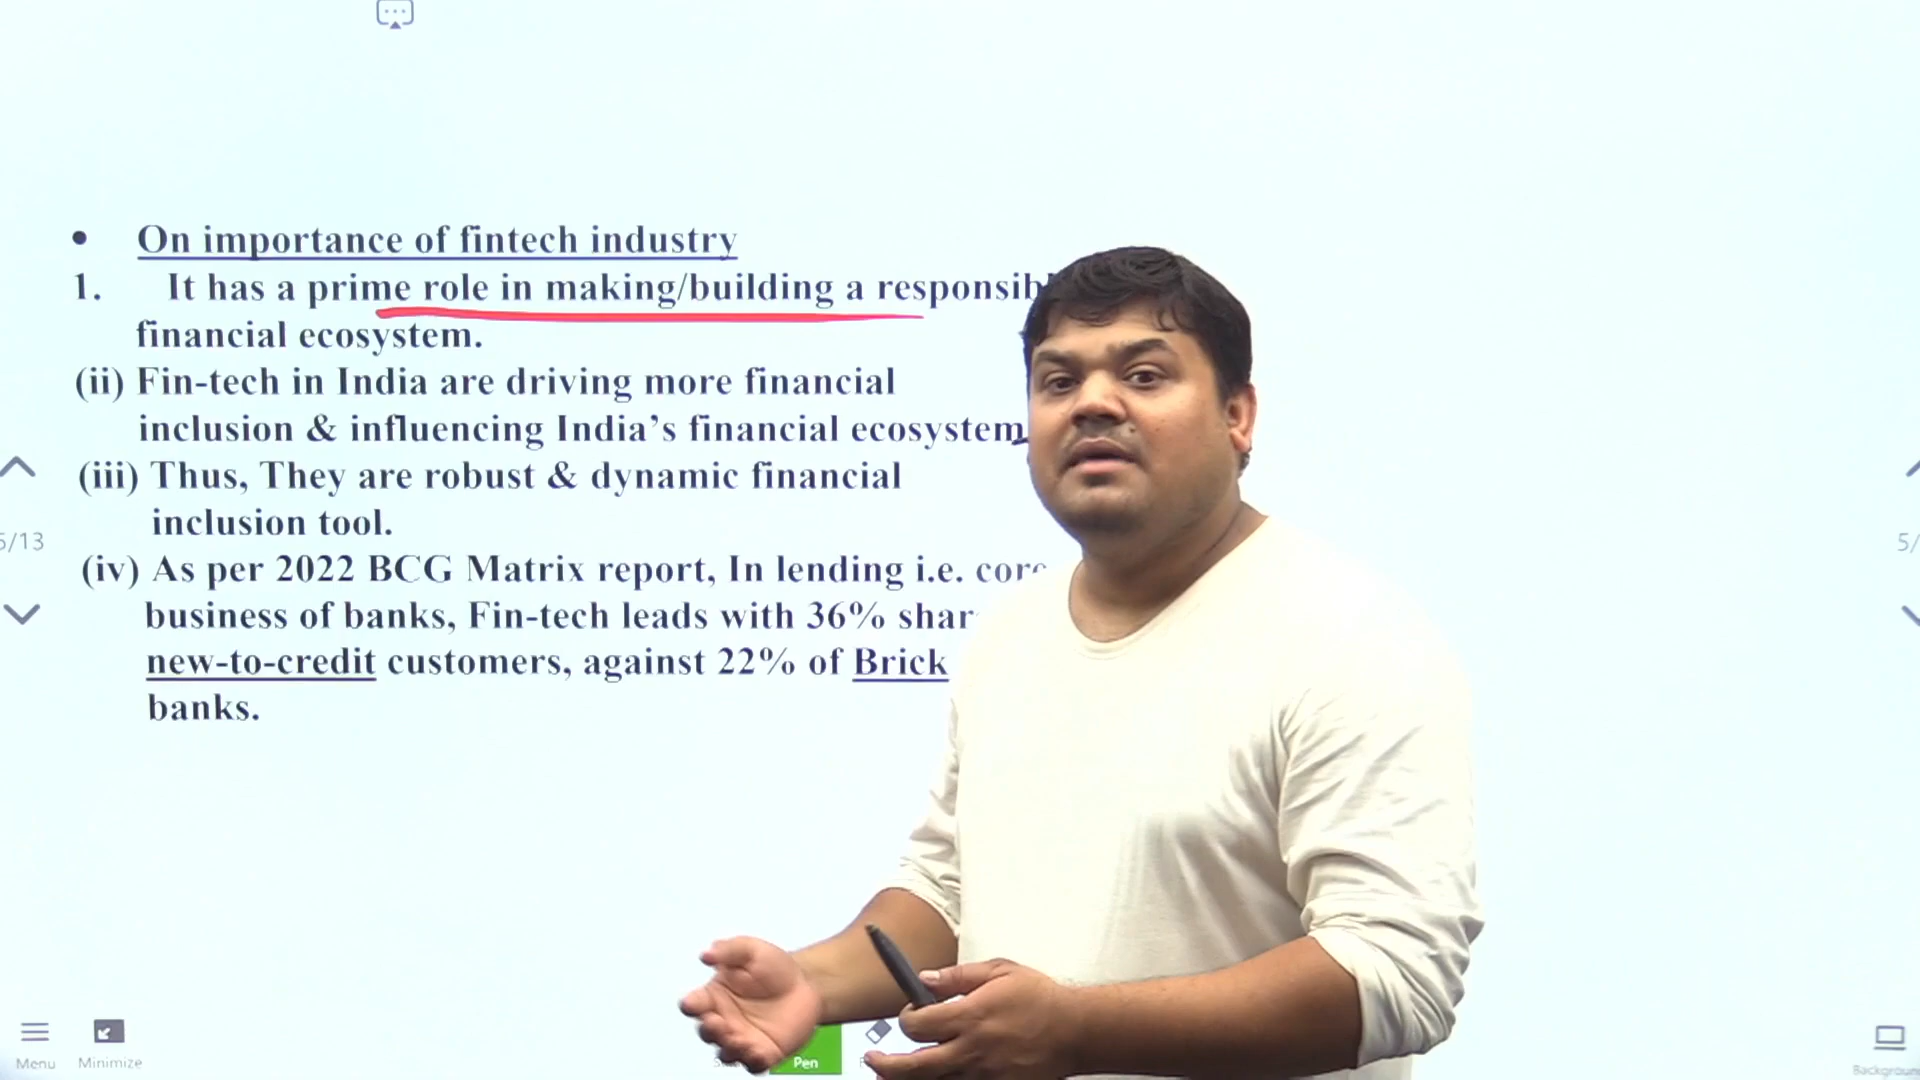 • On importance of fintech industry
1. It has a prime role in making/building a
financial ecosystem.
(ii) Fin-tech in India are driving more financial
inclusion & influencing India’s financial ecosystem
(iii) Thus, They are robust & dynamic financial
inclusion tool.
(iv) As per 2022 BCG Matrix report, In lending i.e.
business of banks, Fin-tech leads with 36%
new-to-credit customers, against 22% of Brick
banks.
5/13
Menu
Minimize
Pen